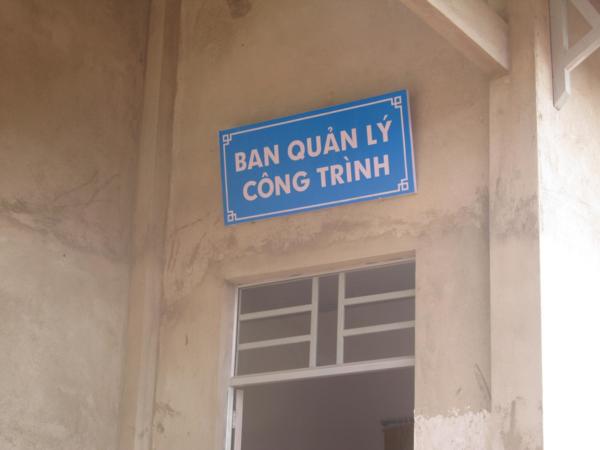 BAN QUẢN LÝ
CÔNG TRÌNH